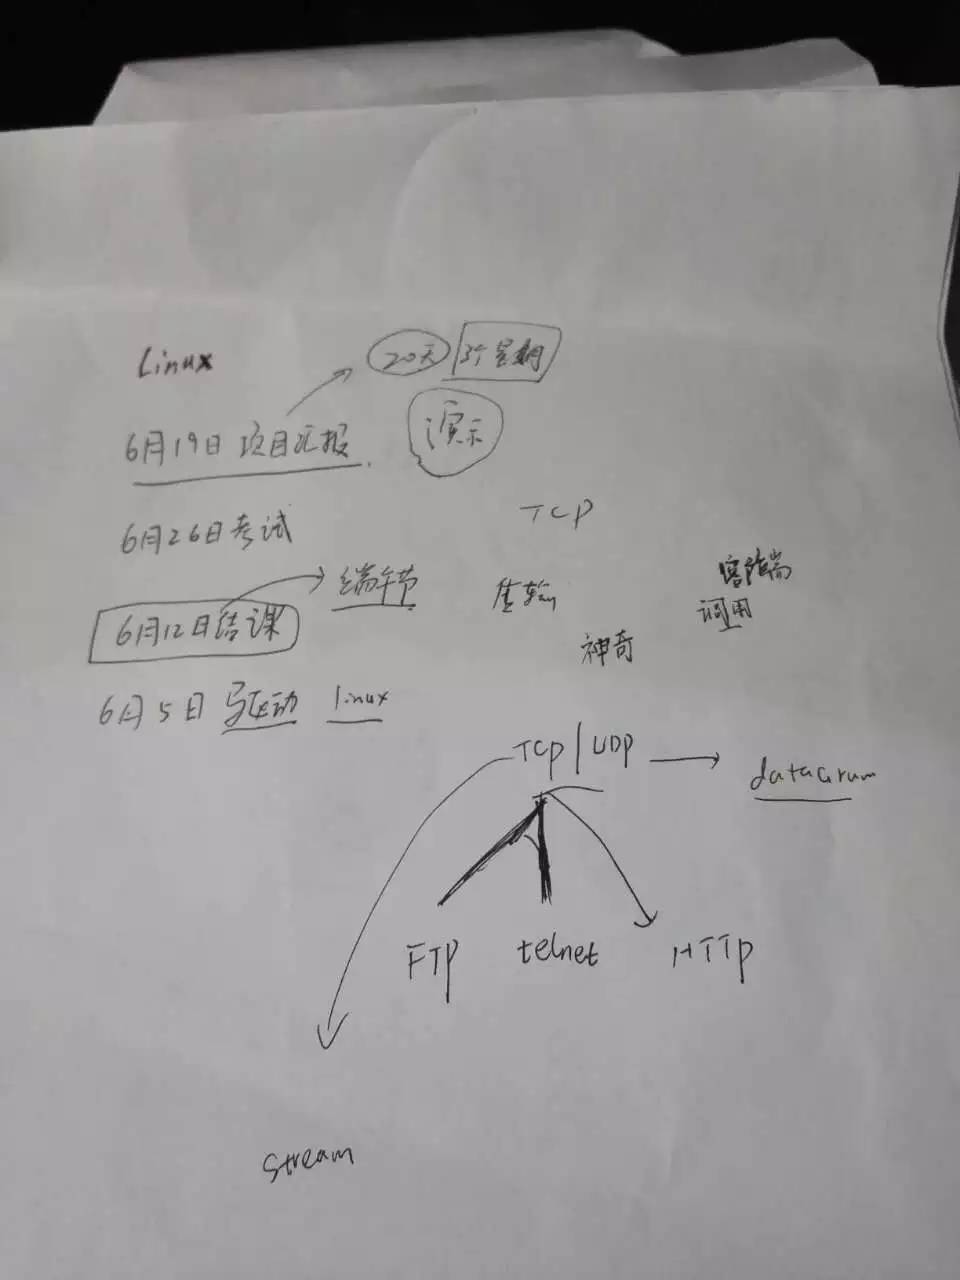 Linux
20天 3个星期
6月19日 项目汇报.
演示
6月26日考试
TCP
6月12日结课
端午节
传输
客户端
调用
神奇
6月5日 驱动 linux
TCP/UDP
datagram
FTP telnet HTTP
Stream